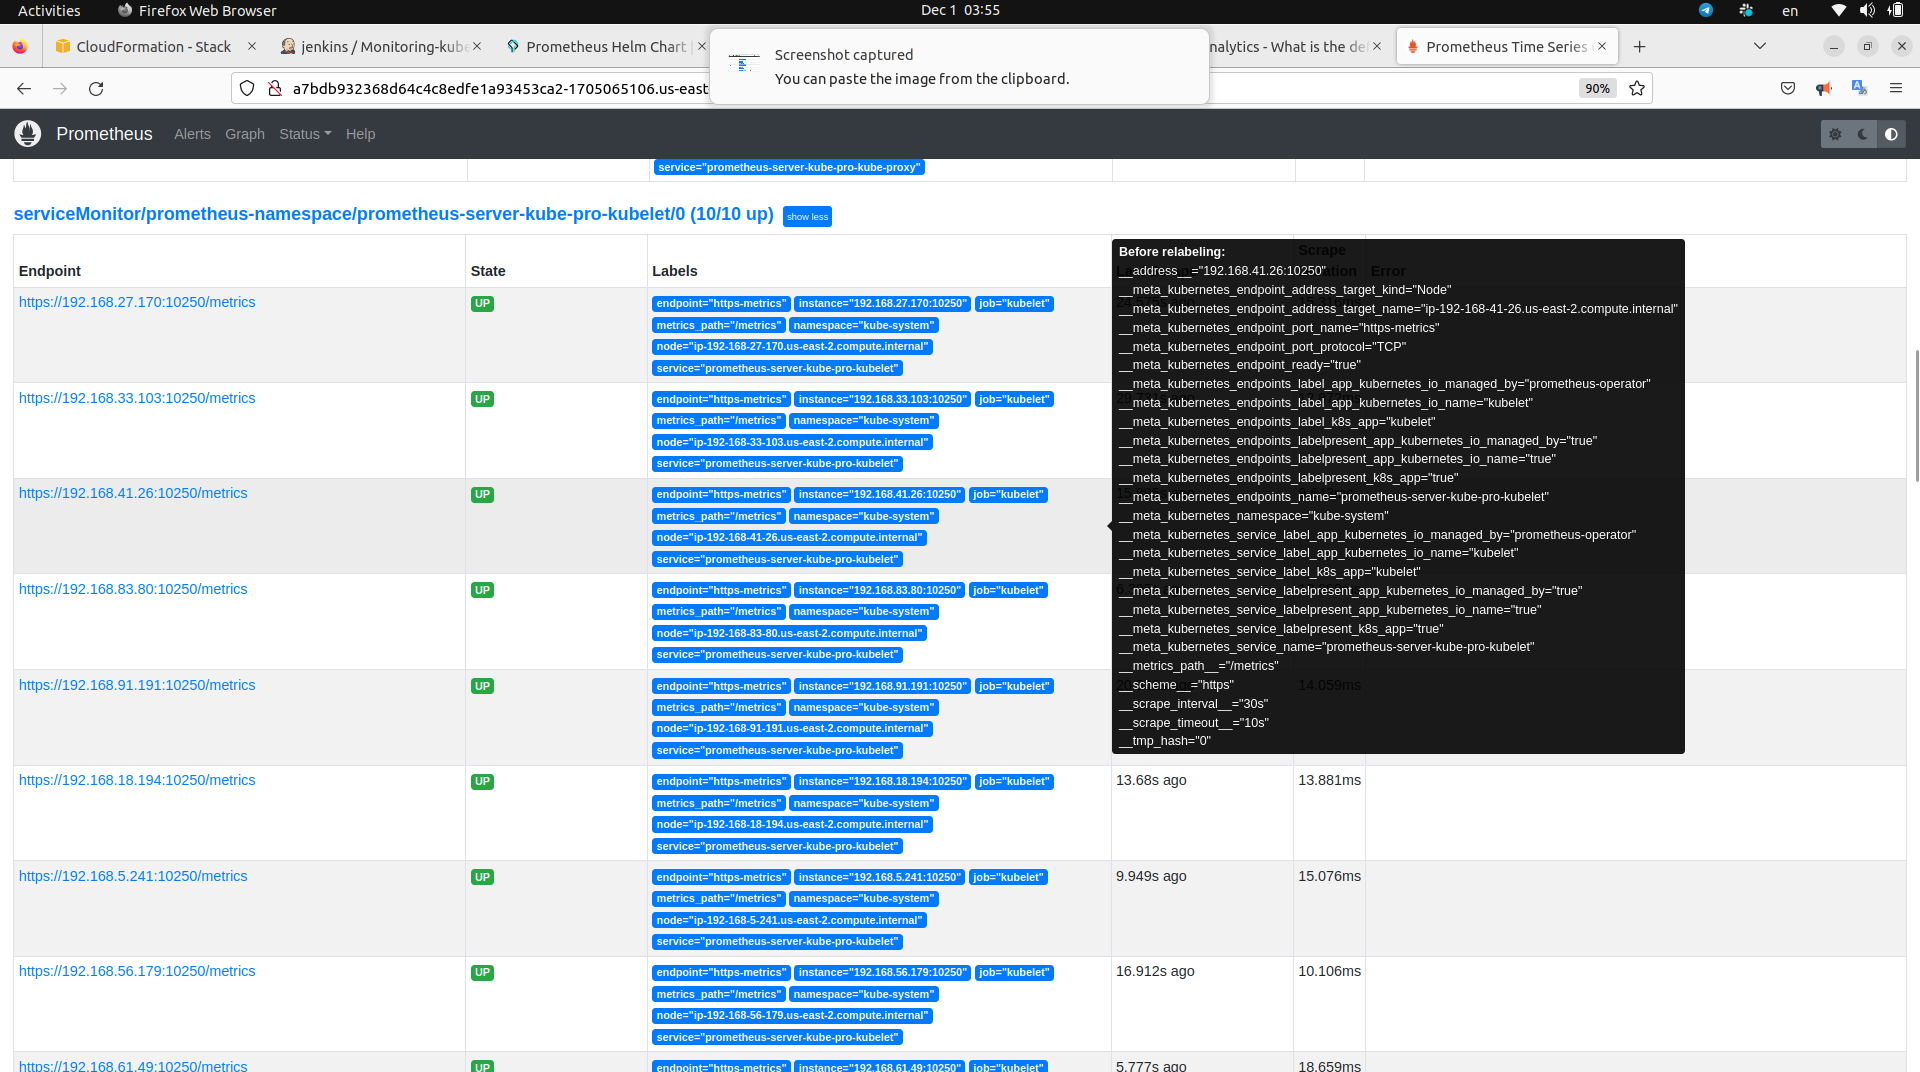 Activities Firefox Web Browser Dec 1 03:55 en
CloudFormation - Stack jenkins / Monitoring-kube Prometheus Helm Chart | nalytics - What is the de Prometheus Time Series
Screenshot captured
You can paste the image from the clipboard.
a7bdb932368d64c4c8edfe1a93453ca2-1705065106.us-east 90%
Prometheus Alerts Graph Status Help
service="prometheus-server-kube-pro-kube-proxy"
serviceMonitor/prometheus-namespace/prometheus-server-kube-pro-kubelet/0 (10/10 up) show less
Endpoint State Labels Scrape Error
https://192.168.27.170:10250/metrics UP endpoint="https-metrics" instance="192.168.27.170:10250" job="kubelet"
metrics_path="/metrics" namespace="kube-system"
node="ip-192-168-27-170.us-east-2.compute.internal"
service="prometheus-server-kube-pro-kubelet"
https://192.168.33.103:10250/metrics UP endpoint="https-metrics" instance="192.168.33.103:10250" job="kubelet"
metrics_path="/metrics" namespace="kube-system"
node="ip-192-168-33-103.us-east-2.compute.internal"
service="prometheus-server-kube-pro-kubelet"
https://192.168.41.26:10250/metrics UP endpoint="https-metrics" instance="192.168.41.26:10250" job="kubelet"
metrics_path="/metrics" namespace="kube-system"
node="ip-192-168-41-26.us-east-2.compute.internal"
service="prometheus-server-kube-pro-kubelet"
https://192.168.83.80:10250/metrics UP endpoint="https-metrics" instance="192.168.83.80:10250" job="kubelet"
metrics_path="/metrics" namespace="kube-system"
node="ip-192-168-83-80.us-east-2.compute.internal"
service="prometheus-server-kube-pro-kubelet"
https://192.168.91.191:10250/metrics UP endpoint="https-metrics" instance="192.168.91.191:10250" job="kubelet" 14.059ms
metrics_path="/metrics" namespace="kube-system"
node="ip-192-168-91-191.us-east-2.compute.internal"
service="prometheus-server-kube-pro-kubelet"
Before relabeling:
__address__="192.168.41.26:10250"
__meta_kubernetes_endpoint_address_target_kind="Node"
__meta_kubernetes_endpoint_address_target_name="ip-192-168-41-26.us-east-2.compute.internal"
__meta_kubernetes_endpoint_port_name="https-metrics"
__meta_kubernetes_endpoint_port_protocol="TCP"
__meta_kubernetes_endpoint_ready="true"
__meta_kubernetes_endpoints_label_app_kubernetes_io_managed_by="prometheus-operator"
__meta_kubernetes_endpoints_label_app_kubernetes_io_name="kubelet"
__meta_kubernetes_endpoints_label_k8s_app="kubelet"
__meta_kubernetes_endpoints_labelpresent_app_kubernetes_io_managed_by="true"
__meta_kubernetes_endpoints_labelpresent_app_kubernetes_io_name="true"
__meta_kubernetes_endpoints_labelpresent_k8s_app="true"
__meta_kubernetes_endpoints_name="prometheus-server-kube-pro-kubelet"
__meta_kubernetes_namespace="kube-system"
__meta_kubernetes_service_label_app_kubernetes_io_managed_by="prometheus-operator"
__meta_kubernetes_service_label_app_kubernetes_io_name="kubelet"
__meta_kubernetes_service_label_k8s_app="kubelet"
__meta_kubernetes_service_labelpresent_app_kubernetes_io_managed_by="true"
__meta_kubernetes_service_labelpresent_app_kubernetes_io_name="true"
__meta_kubernetes_service_labelpresent_k8s_app="true"
__meta_kubernetes_service_name="prometheus-server-kube-pro-kubelet"
__metrics_path__="/metrics"
__scheme__="https"
__scrape_interval__="30s"
__scrape_timeout__="10s"
__tmp_hash="0"
https://192.168.18.194:10250/metrics UP endpoint="https-metrics" instance="192.168.18.194:10250" job="kubelet" 13.68s ago 13.881ms
metrics_path="/metrics" namespace="kube-system"
node="ip-192-168-18-194.us-east-2.compute.internal"
service="prometheus-server-kube-pro-kubelet"
https://192.168.5.241:10250/metrics UP endpoint="https-metrics" instance="192.168.5.241:10250" job="kubelet" 9.949s ago 15.076ms
metrics_path="/metrics" namespace="kube-system"
node="ip-192-168-5-241.us-east-2.compute.internal"
service="prometheus-server-kube-pro-kubelet"
https://192.168.56.179:10250/metrics UP endpoint="https-metrics" instance="192.168.56.179:10250" job="kubelet" 16.912s ago 10.106ms
metrics_path="/metrics" namespace="kube-system"
node="ip-192-168-56-179.us-east-2.compute.internal"
service="prometheus-server-kube-pro-kubelet"
https://192.168.61.49:10250/metrics UP endpoint="https-metrics" instance="192.168.61.49:10250" job="kubelet" 5.777s ago 18.659ms